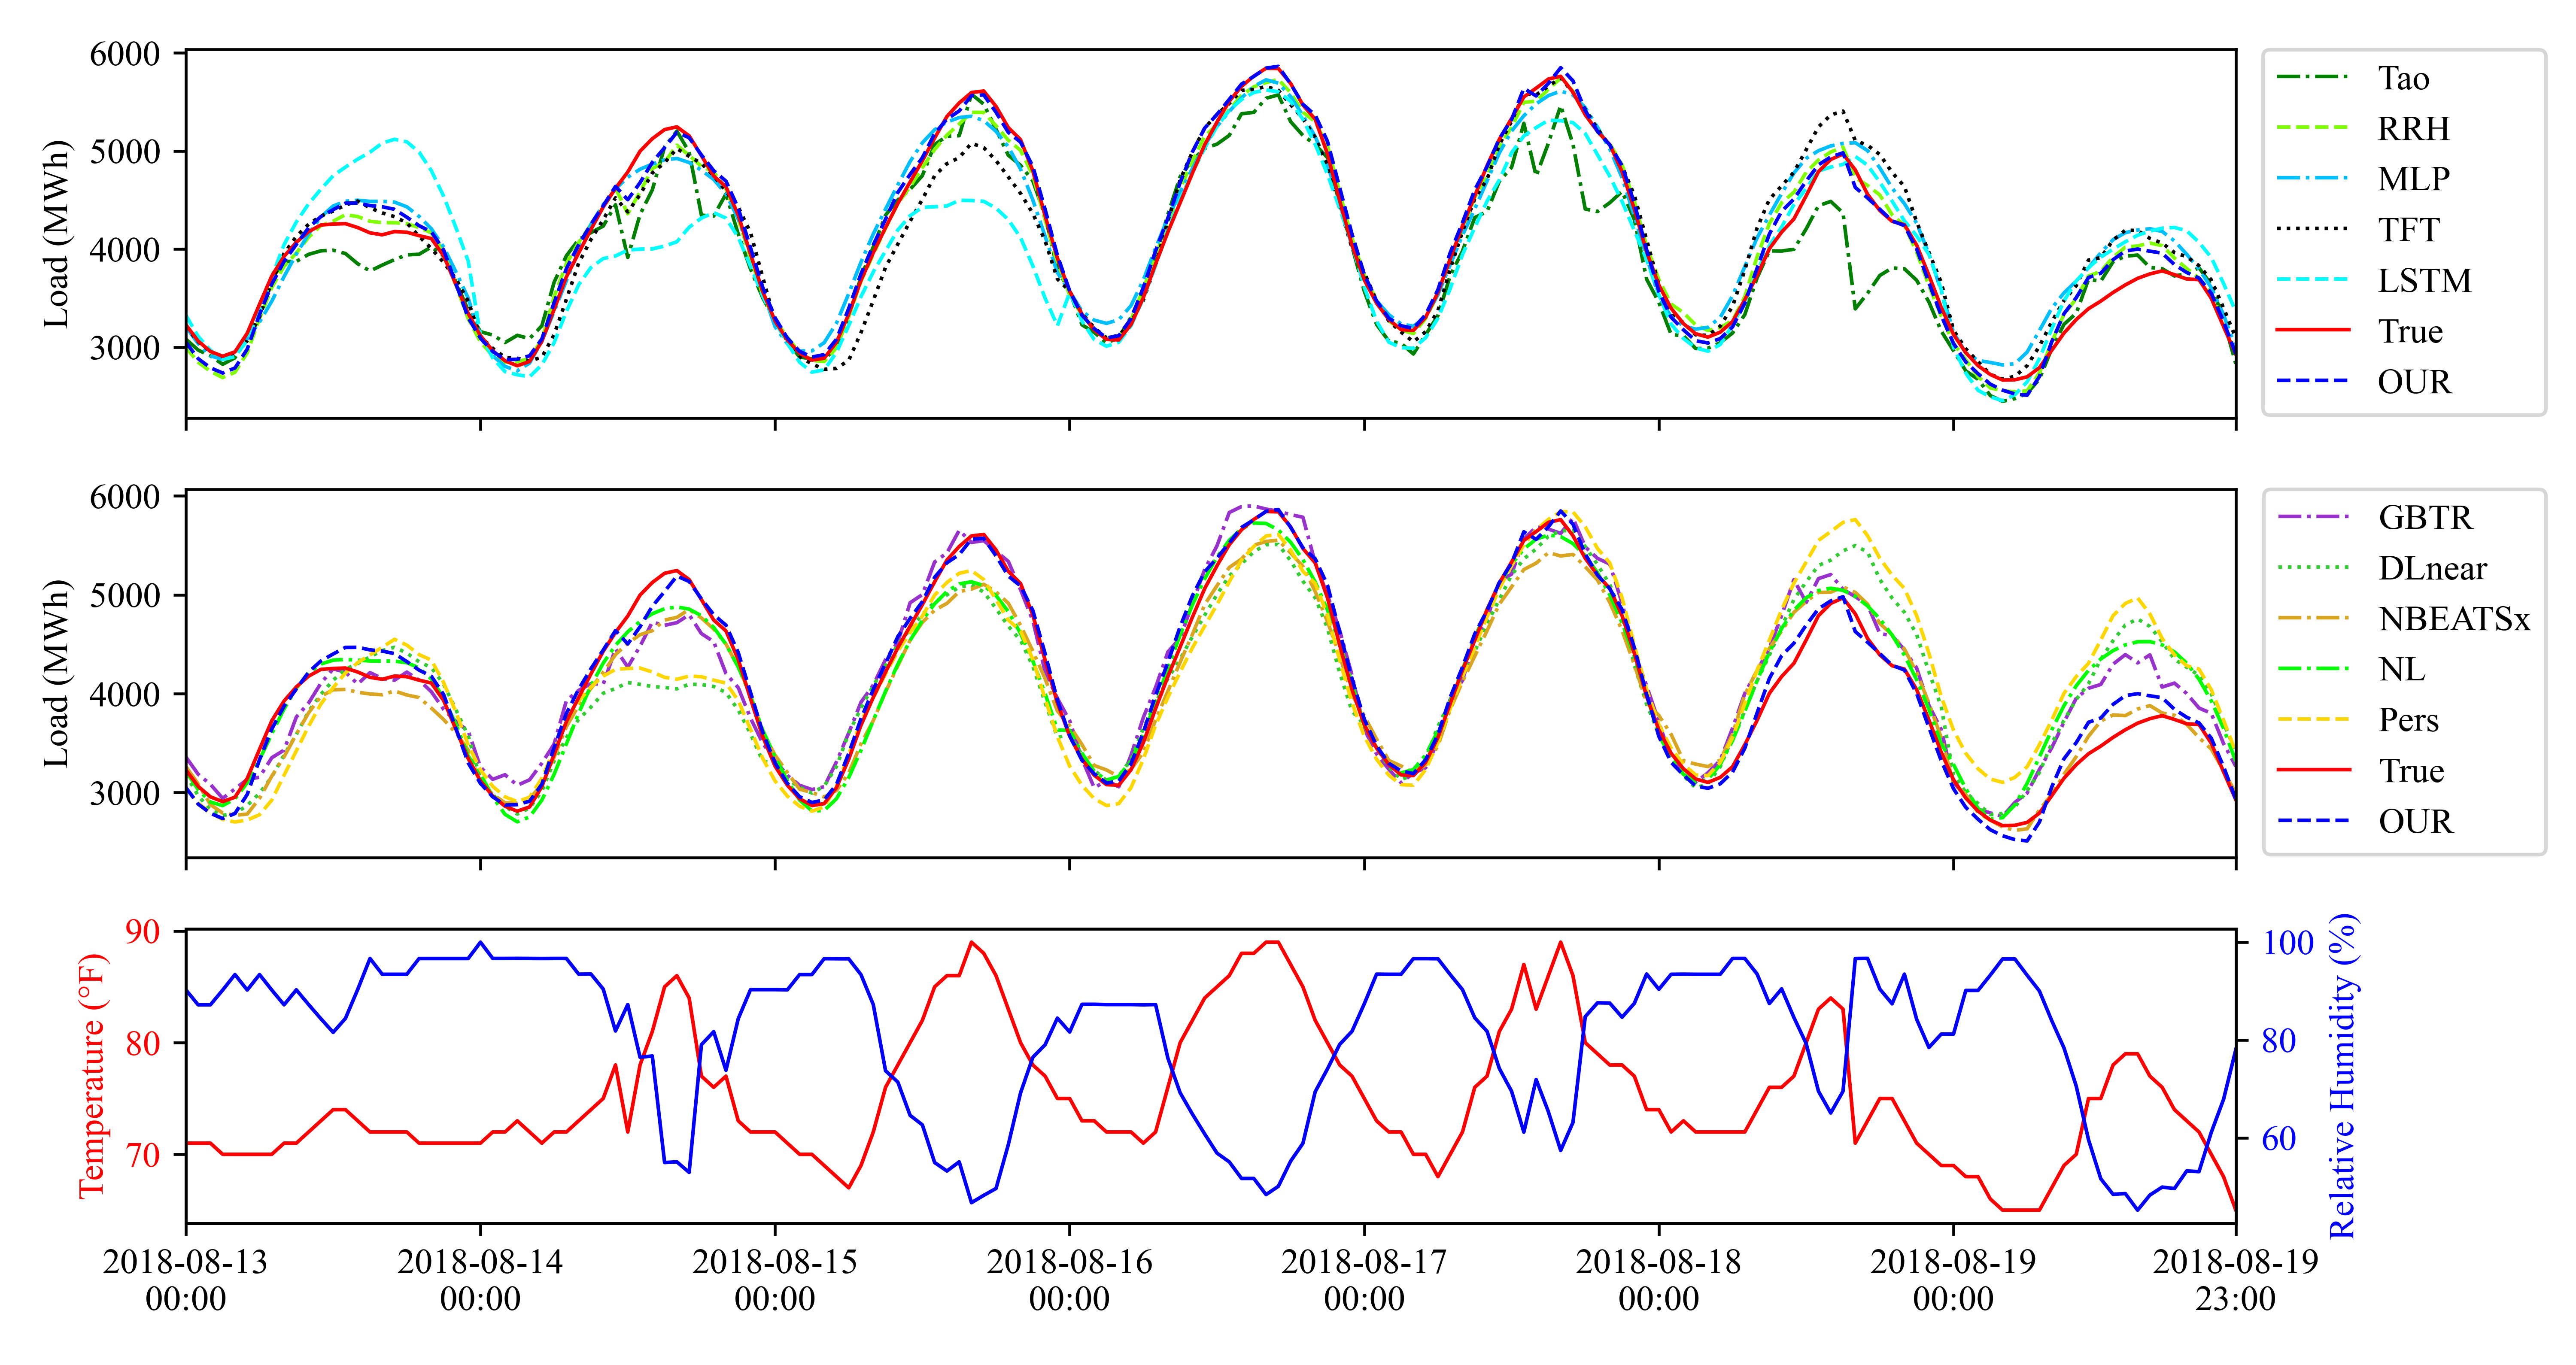 6000
5000
4000
3000
Load (MWh)
Tao
RRH
MLP
TFT
LSTM
True
OUR
6000
5000
4000
3000
Load (MWh)
GBTR
DLnear
NBEATSx
NL
Pers
True
OUR
90
80
70
Temperature (°F)
100
80
60
Relative Humidity (%)
2018-08-13 2018-08-14 2018-08-15 2018-08-16 2018-08-17 2018-08-18 2018-08-19 2018-08-19
00:00 00:00 00:00 00:00 00:00 00:00 00:00 23:00